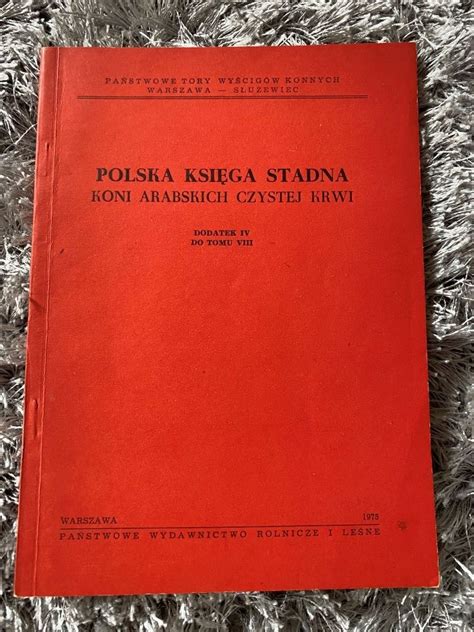 PAŃSTWOWE TORY WYŚCIGÓW KONNYCH
WARSZAWA — SŁUŻEWIEC
POLSKA KSIĘGA STADNA
KONI ARABSKICH CZYSTEJ KRWI
DODATEK IV
DO TOMU VIII
WARSZAWA 1973
PAŃSTWOWE WYDAWNICTWO ROLNICZE I LEŚNE